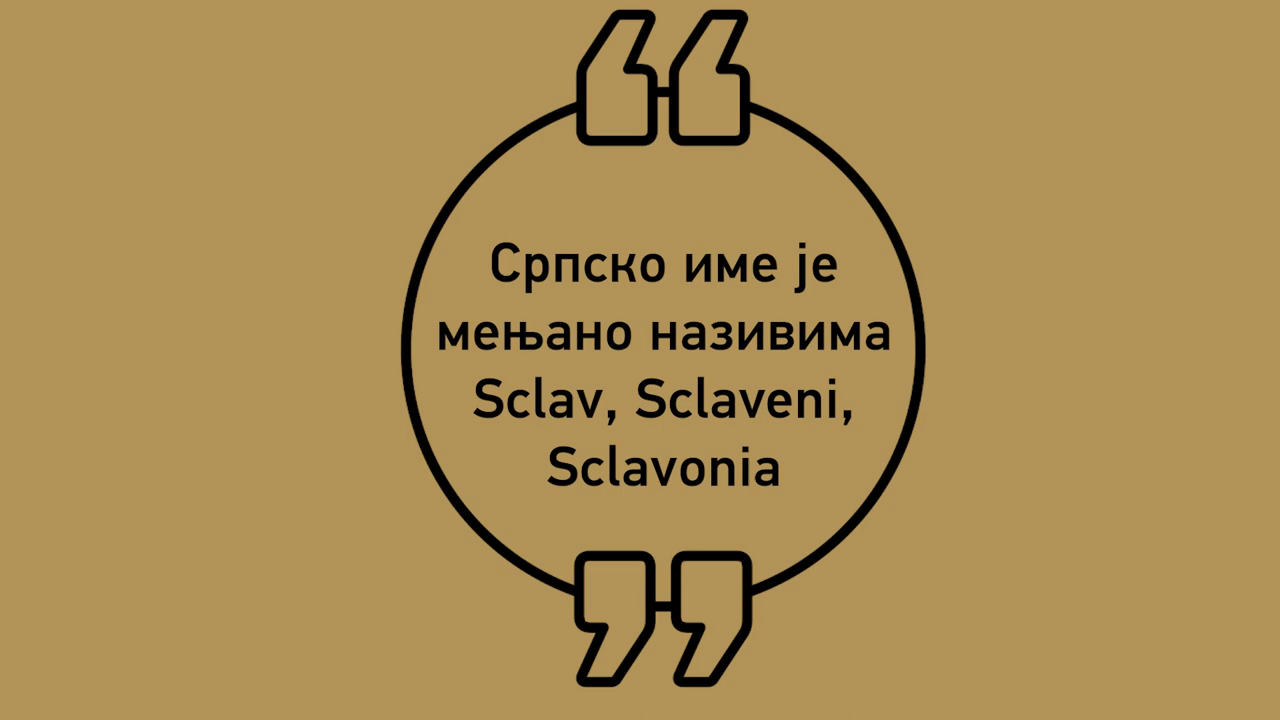 Српско име је
мењано називима
Sclav, Sclaveni,
Sclavonia